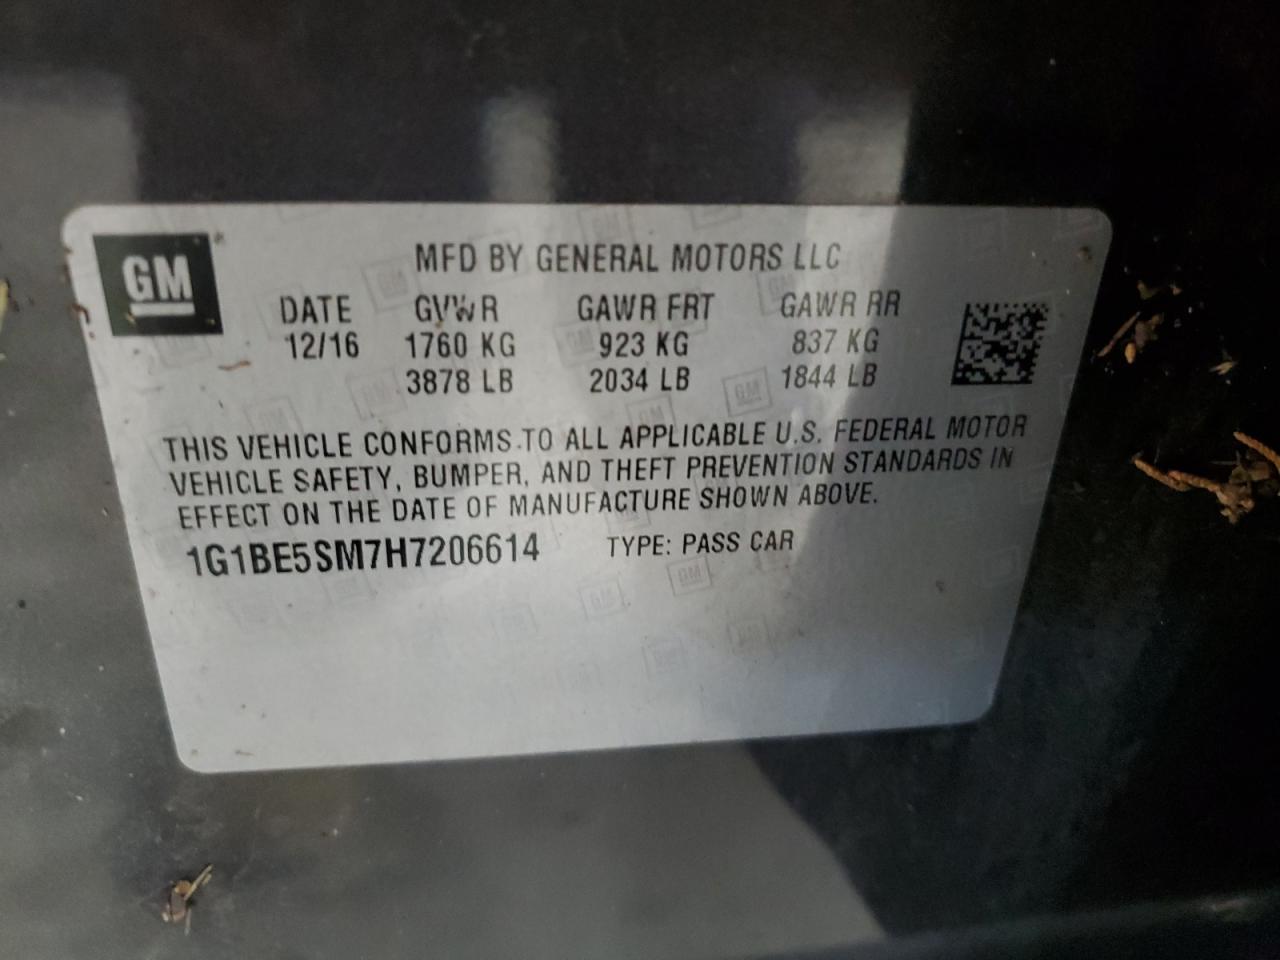 GM
MFD BY GENERAL MOTORS LLC
DATE GVWR GAWR FRT GAWR RR
12/16 1760 KG 923 KG 837 KG
3878 LB 2034 LB 1844 LB
THIS VEHICLE CONFORMS TO ALL APPLICABLE U.S. FEDERAL MOTOR
VEHICLE SAFETY, BUMPER, AND THEFT PREVENTION STANDARDS IN
EFFECT ON THE DATE OF MANUFACTURE SHOWN ABOVE.
1G1BE5SM7H7206614 TYPE: PASS CAR